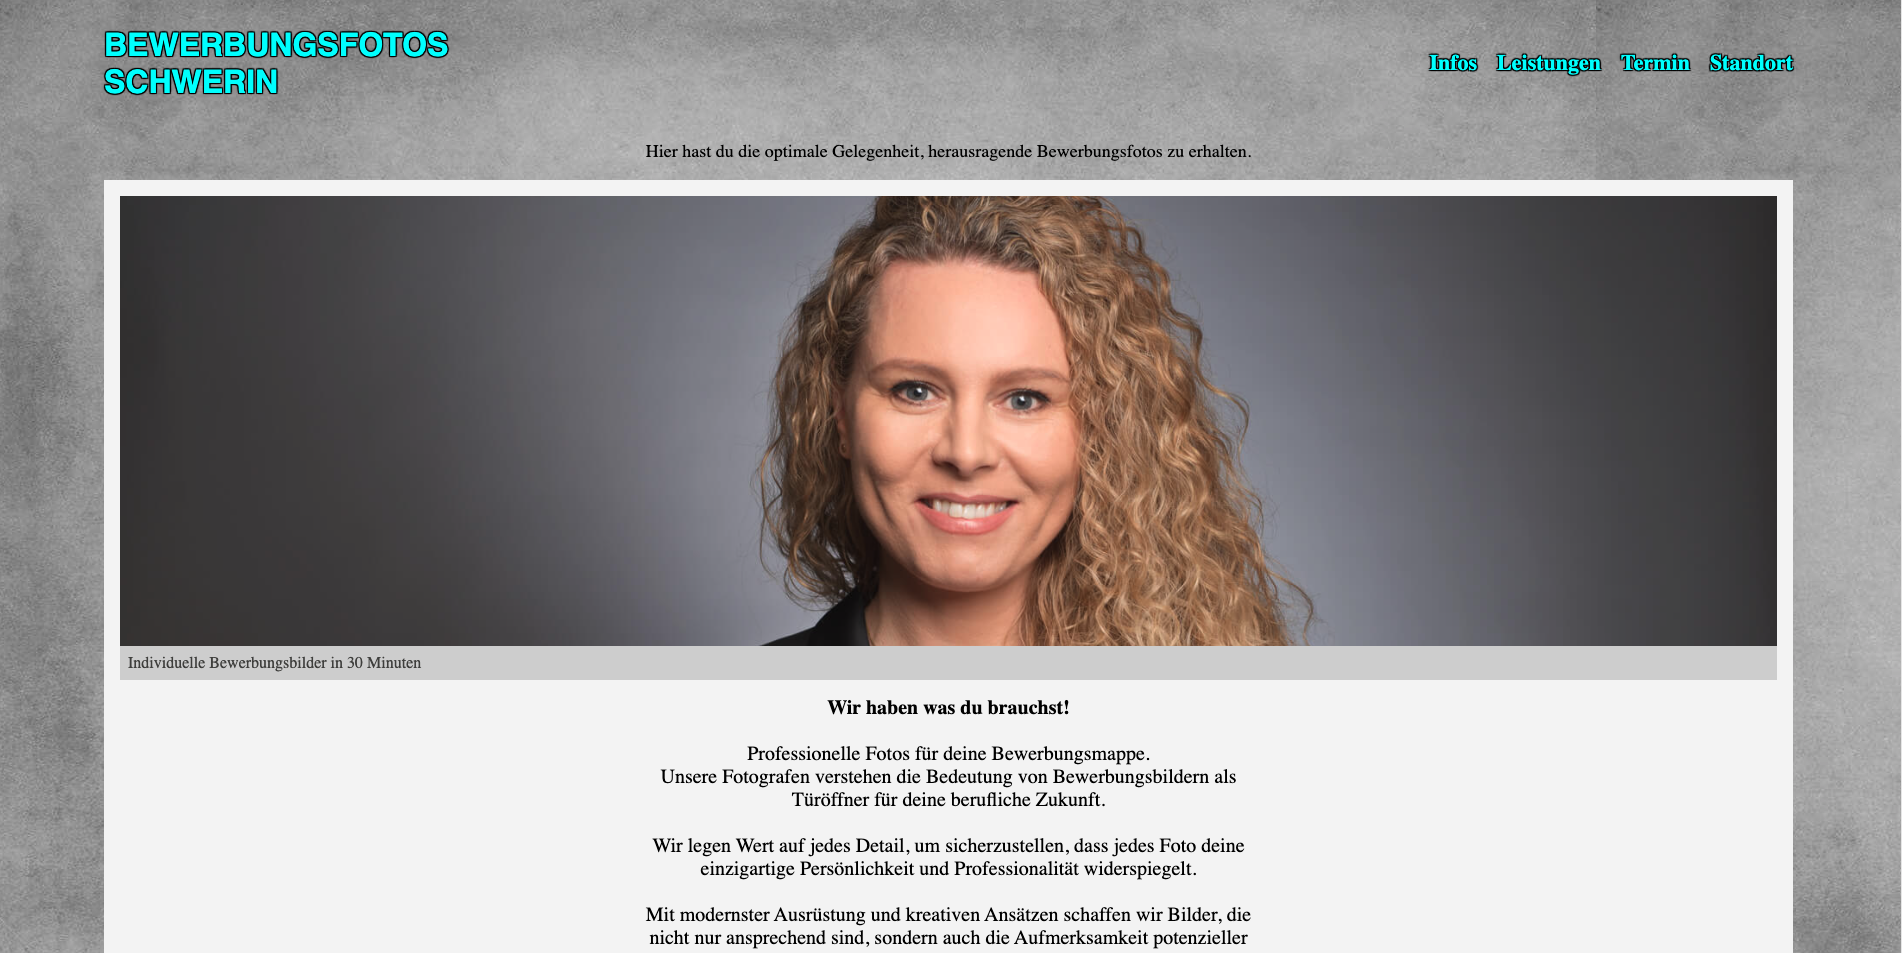 BEWERBUNGSFOTOS
SCHWERIN
Infos Leistungen Termin Standort
Hier hast du die optimale Gelegenheit, herausragende Bewerbungsfotos zu erhalten.
Individuelle Bewerbungsbilder in 30 Minuten
Wir haben was du brauchst!
Professionelle Fotos für deine Bewerbungsmappe.
Unsere Fotografen verstehen die Bedeutung von Bewerbungsbildern als
Türöffner für deine berufliche Zukunft.
Wir legen Wert auf jedes Detail, um sicherzustellen, dass jedes Foto deine
einzigartige Persönlichkeit und Professionalität widerspiegelt.
Mit modernster Ausrüstung und kreativen Ansätzen schaffen wir Bilder, die
nicht nur ansprechend sind, sondern auch die Aufmerksamkeit potenzieller